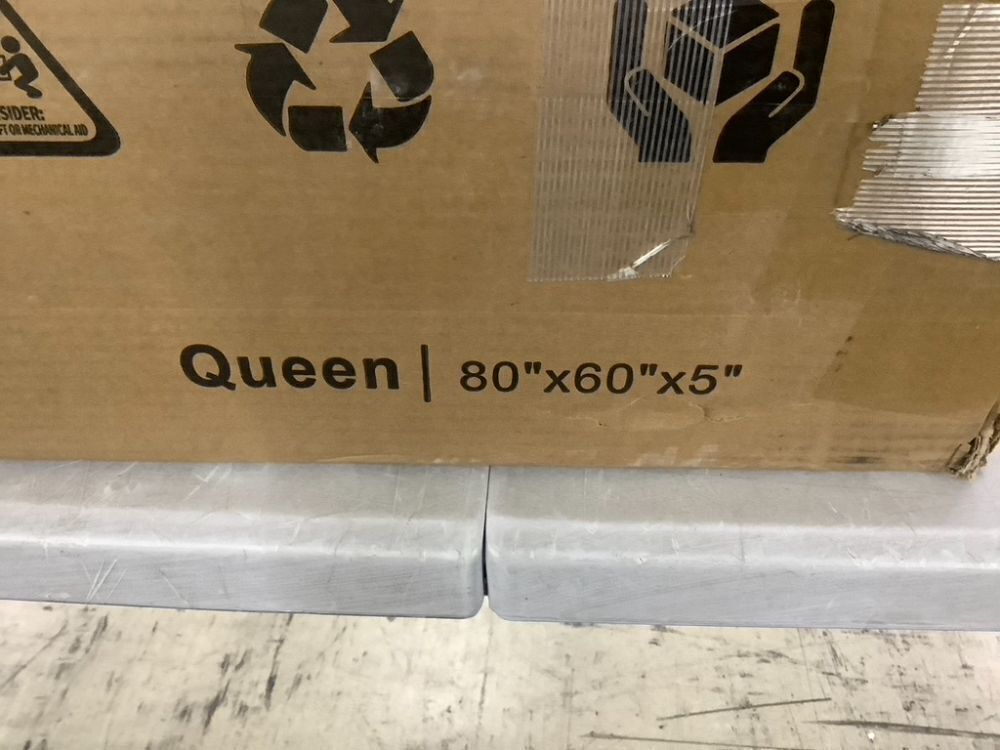 SIDER:
FT OR MECHANICAL AID
Queen | 80"x60"x5"